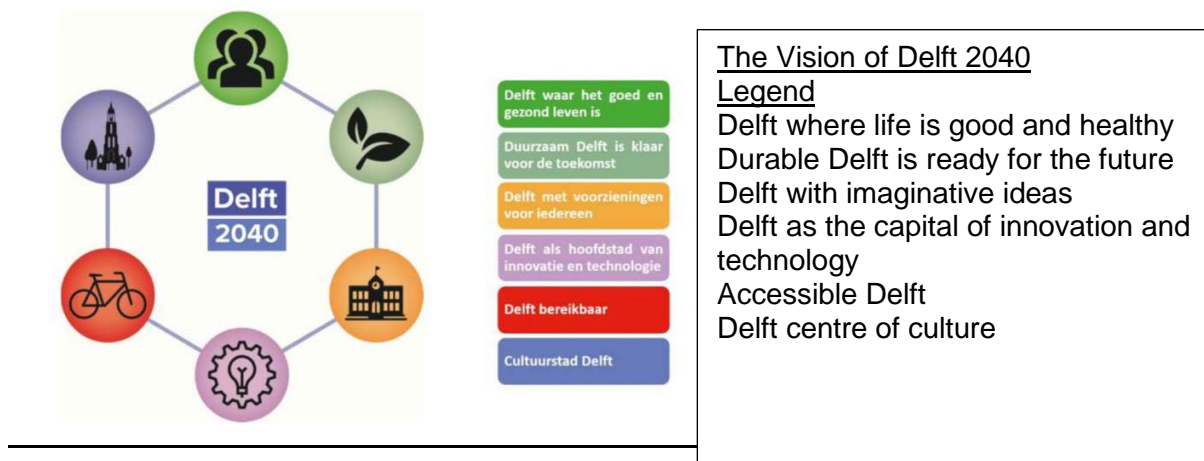 Delft
2040
Delft waar het goed en
gezond leven is
Duurzaam Delft is klaar
voor de toekomst
Delft met voorzieningen
voor iedereen
Delft als hoofdstad van
innovatie en technologie
Delft bereikbaar
Cultuurstad Delft
The Vision of Delft 2040
Legend
Delft where life is good and healthy
Durable Delft is ready for the future
Delft with imaginative ideas
Delft as the capital of innovation and
technology
Accessible Delft
Delft centre of culture